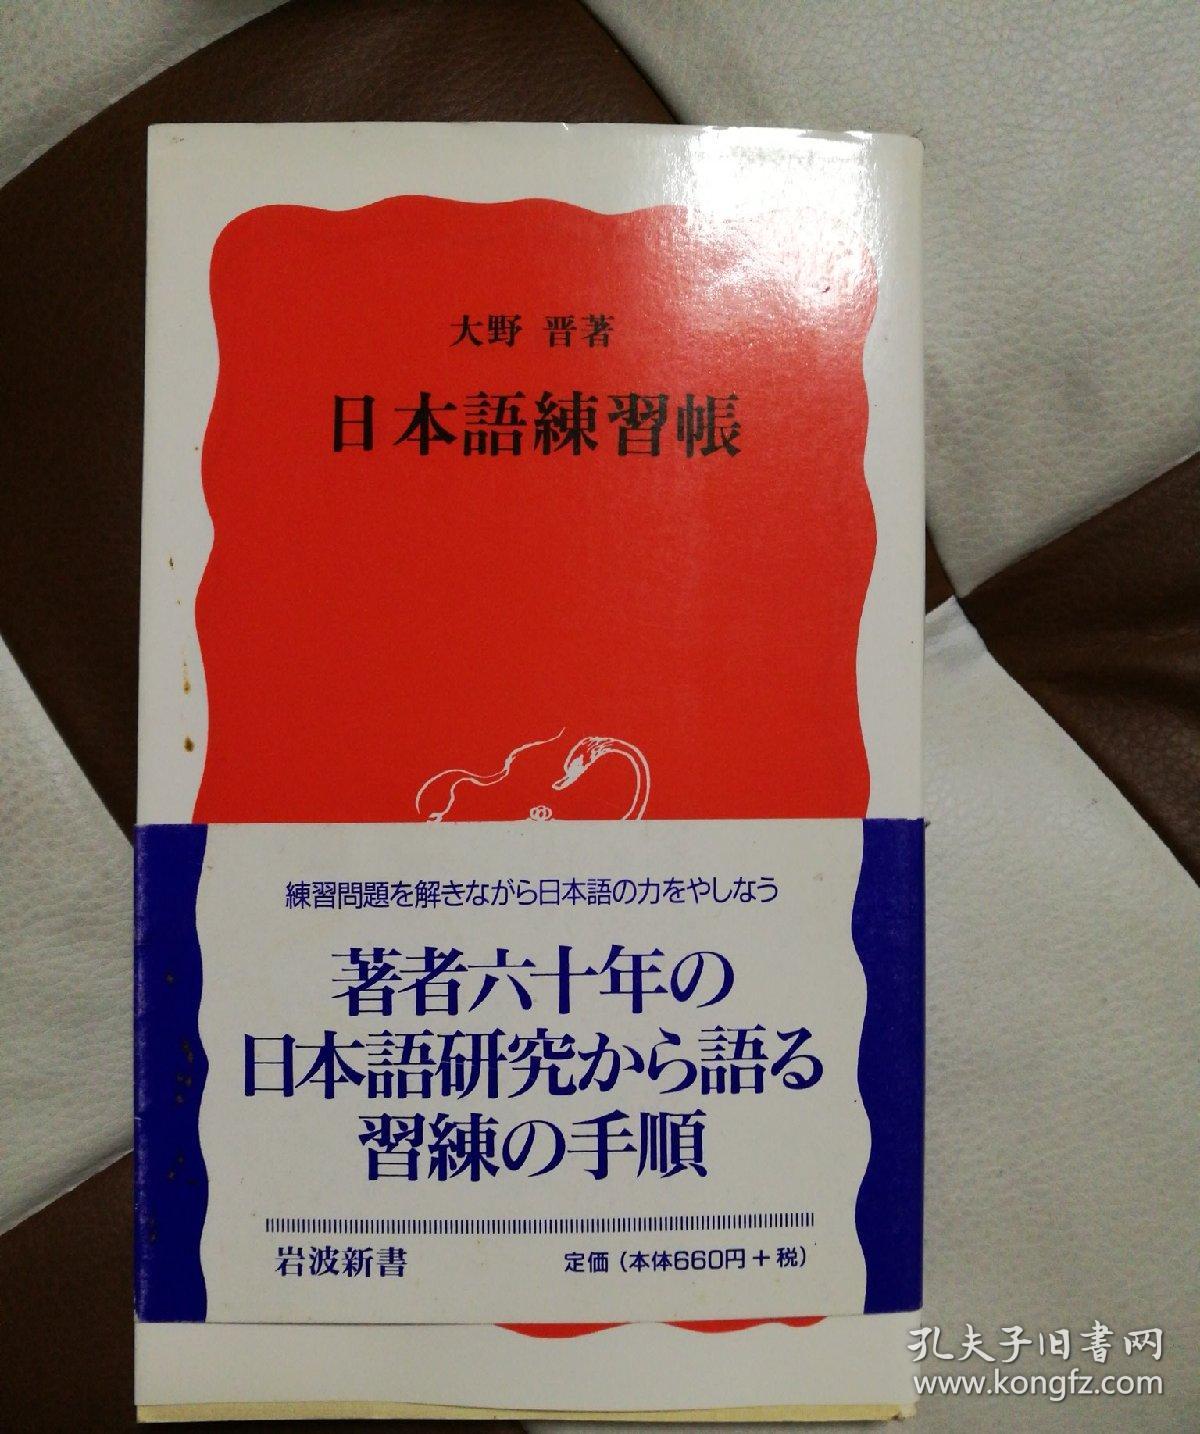 大野 晋著
日本語練習帳
練習問題を解きながら日本語の力をやしなう
著者六十年の
日本語研究から語る
習練の手順
岩波新書
定価(本体660円+税)
孔夫子旧书网
www.kongfz.com